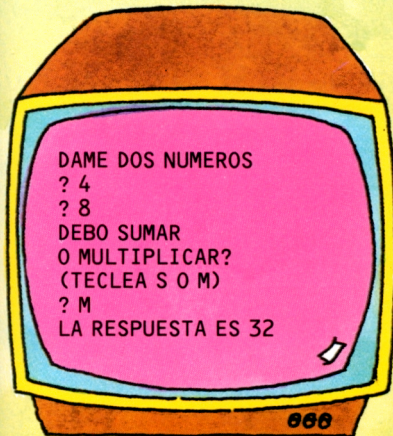 DAME DOS NUMEROS
? 4
? 8
DEBO SUMAR
O MULTIPLICAR?
(TECLEA S O M)
? M
LA RESPUESTA ES 32